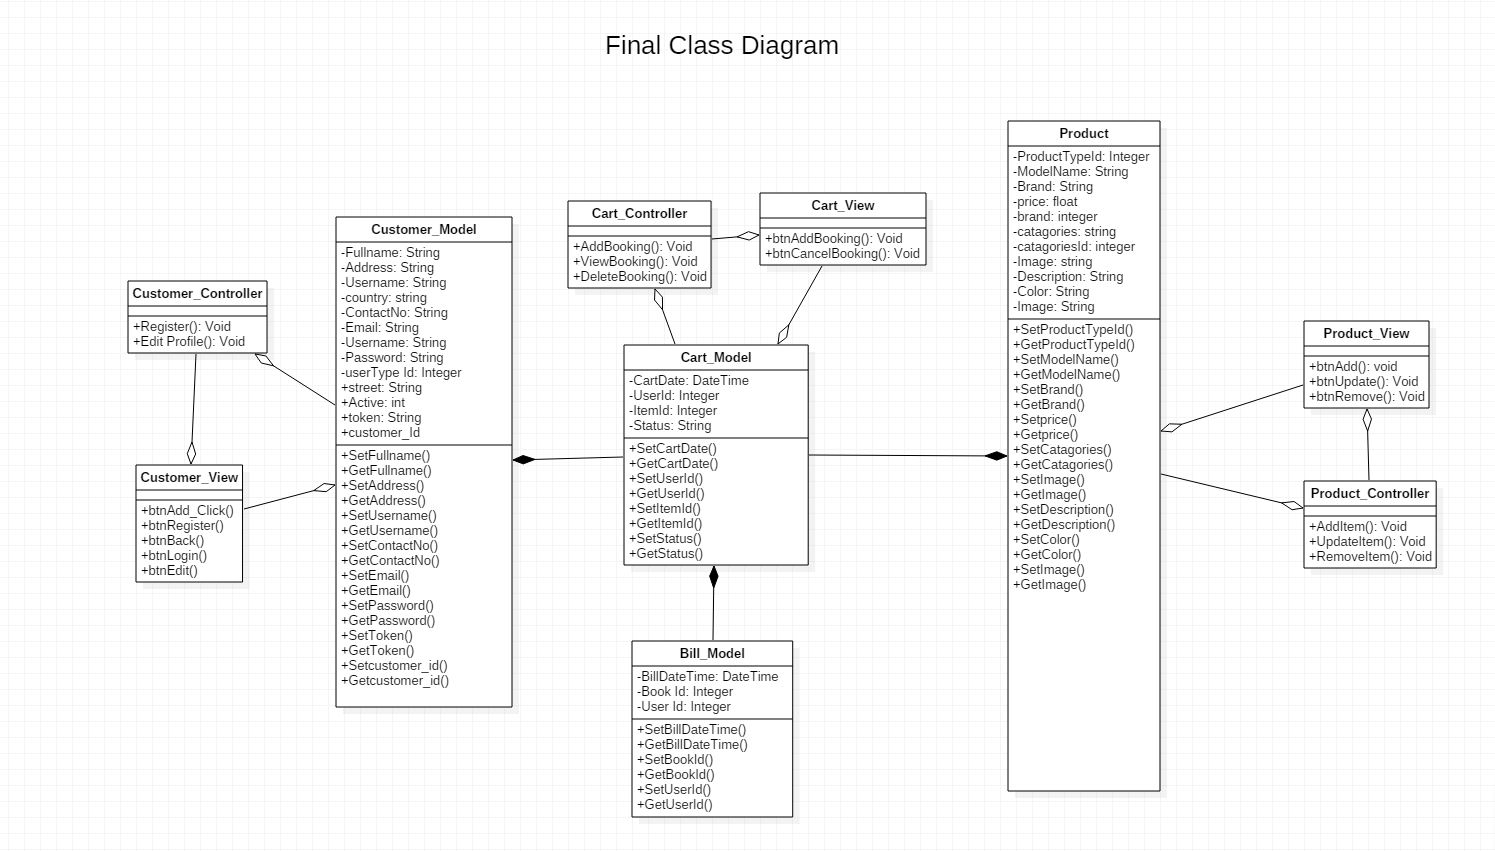 Final Class Diagram
Customer_Controller
+Register(): Void
+Edit Profile(): Void
Customer_View
+btnAdd_Click()
+btnRegister()
+btnBack()
+btnLogin()
+btnEdit()
Customer_Model
-Fullname: String
-Address: String
-Username: String
-country: string
-ContactNo: String
-Email: String
-Username: String
-Password: String
-userType Id: Integer
+street: String
+Active: int
+token: String
+customer_Id
+SetFullname()
+GetFullname()
+SetAddress()
+GetAddress()
+SetUsername()
+GetUsername()
+SetContactNo()
+GetContactNo()
+SetEmail()
+GetEmail()
+SetPassword()
+GetPassword()
+SetToken()
+GetToken()
+Setcustomer_id()
+Getcustomer_id()
Cart_Controller
+AddBooking(): Void
+ViewBooking(): Void
+DeleteBooking(): Void
Cart_View
+btnAddBooking(): Void
+btnCancelBooking(): Void
Cart_Model
-CartDate: DateTime
-UserId: Integer
-ItemId: Integer
-Status: String
+SetCartDate()
+GetCartDate()
+SetUserId()
+GetUserId()
+SetItemId()
+GetItemId()
+SetStatus()
+GetStatus()
Bill_Model
-BillDateTime: DateTime
-Book Id: Integer
-User Id: Integer
+SetBillDateTime()
+GetBillDateTime()
+SetBookId()
+GetBookId()
+SetUserId()
+GetUserId()
Product
-ProductTypeId: Integer
-ModelName: String
-Brand: String
-price: float
-brand: integer
-catagories: string
-catagoriesId: integer
-Image: string
-Description: String
-Color: String
-Image: String
+SetProductTypeId()
+GetProductTypeId()
+SetModelName()
+GetModelName()
+SetBrand()
+GetBrand()
+Setprice()
+Getprice()
+SetCatagories()
+GetCatagories()
+SetImage()
+GetImage()
+SetDescription()
+GetDescription()
+SetColor()
+GetColor()
+SetImage()
+GetImage()
Product_View
+btnAdd(): void
+btnUpdate(): Void
+btnRemove(): Void
Product_Controller
+AddItem(): Void
+UpdateItem(): Void
+RemoveItem(): Void